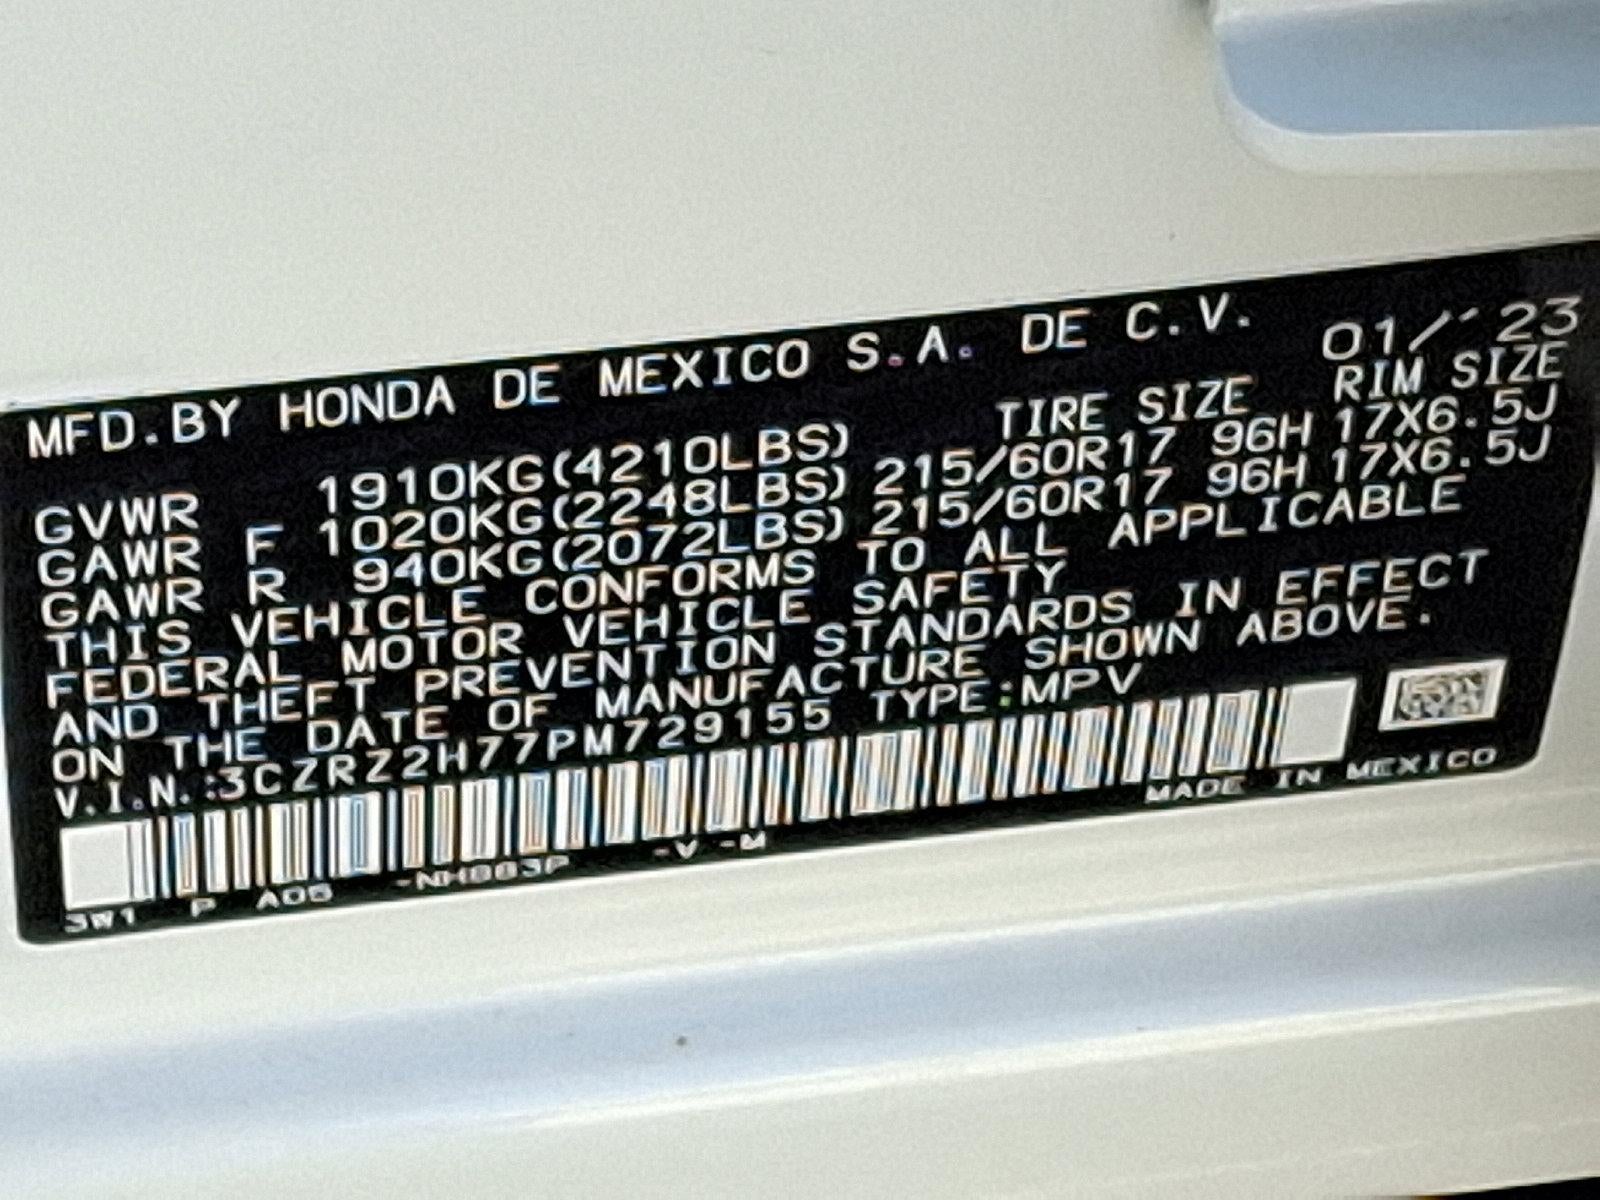 MFD.BY HONDA DE MEXICO S.A. DE C.V. 01/'23
TIRE SIZE RIM SIZE
GVWR 1910KG(4210LBS)
GAWR F 1020KG(2248LBS) 215/60R17 96H 17X6.5J
GAWR R 940KG(2072LBS) 215/60R17 96H 17X6.5J
THIS VEHICLE CONFORMS TO ALL APPLICABLE
FEDERAL MOTOR VEHICLE SAFETY
AND THEFT PREVENTION STANDARDS IN EFFECT
ON THE DATE OF MANUFACTURE SHOWN ABOVE.
V.I.N.:3CZRZ2H77PM729155 TYPE:MPV
MADE IN MEXICO
3W1 P A05 -NH883P -V -M